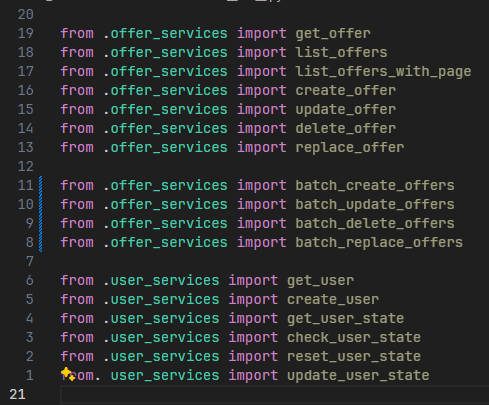 20
19 from .offer_services import get_offer
18 from .offer_services import list_offers
17 from .offer_services import list_offers_with_page
16 from .offer_services import create_offer
15 from .offer_services import update_offer
14 from .offer_services import delete_offer
13 from .offer_services import replace_offer
12
11 from .offer_services import batch_create_offers
10 from .offer_services import batch_update_offers
9 from .offer_services import batch_delete_offers
8 from .offer_services import batch_replace_offers
7
6 from .user_services import get_user
5 from .user_services import create_user
4 from .user_services import get_user_state
3 from .user_services import check_user_state
2 from .user_services import reset_user_state
1 from. user_services import update_user_state
21